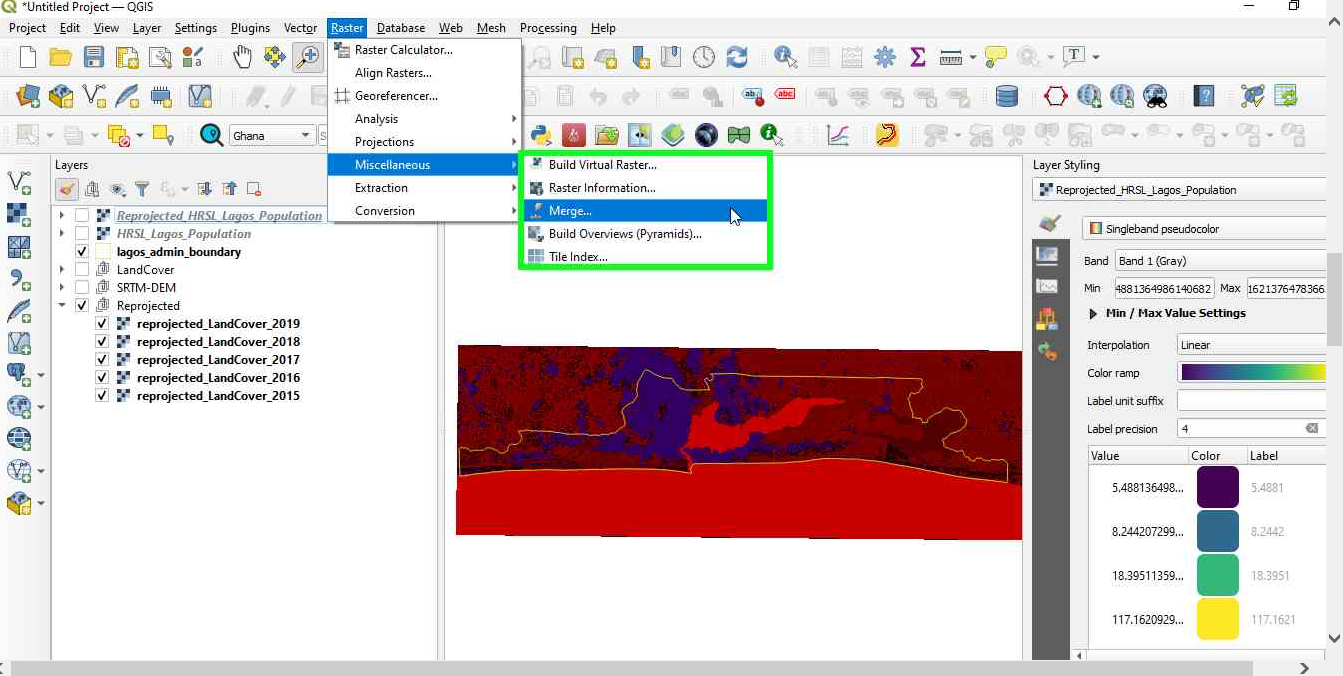 *Untitled Project — QGIS
Project Edit View Layer Settings Plugins Vector Raster Database Web Mesh Processing Help
Raster Calculator...
Align Rasters...
Georeferencer...
Analysis
Projections
Miscellaneous
Extraction
Conversion
Build Virtual Raster...
Raster Information...
Merge...
Build Overviews (Pyramids)...
Tile Index...
Ghana
Layers
Reprojected_HRSL_Lagos_Population
HRSL_Lagos_Population
lagos_admin_boundary
LandCover
SRTM-DEM
Reprojected
reprojected_LandCover_2019
reprojected_LandCover_2018
reprojected_LandCover_2017
reprojected_LandCover_2016
reprojected_LandCover_2015
Layer Styling
Reprojected_HRSL_Lagos_Population
Singleband pseudocolor
Band Band 1 (Gray)
Min 4881364986140682 Max 1621376478366
Min / Max Value Settings
Interpolation Linear
Color ramp
Label unit suffix
Label precision 4
Value Color Label
5.488136498... 5.4881
8.244207299... 8.2442
18.39511359... 18.3951
117.1620929... 117.1621